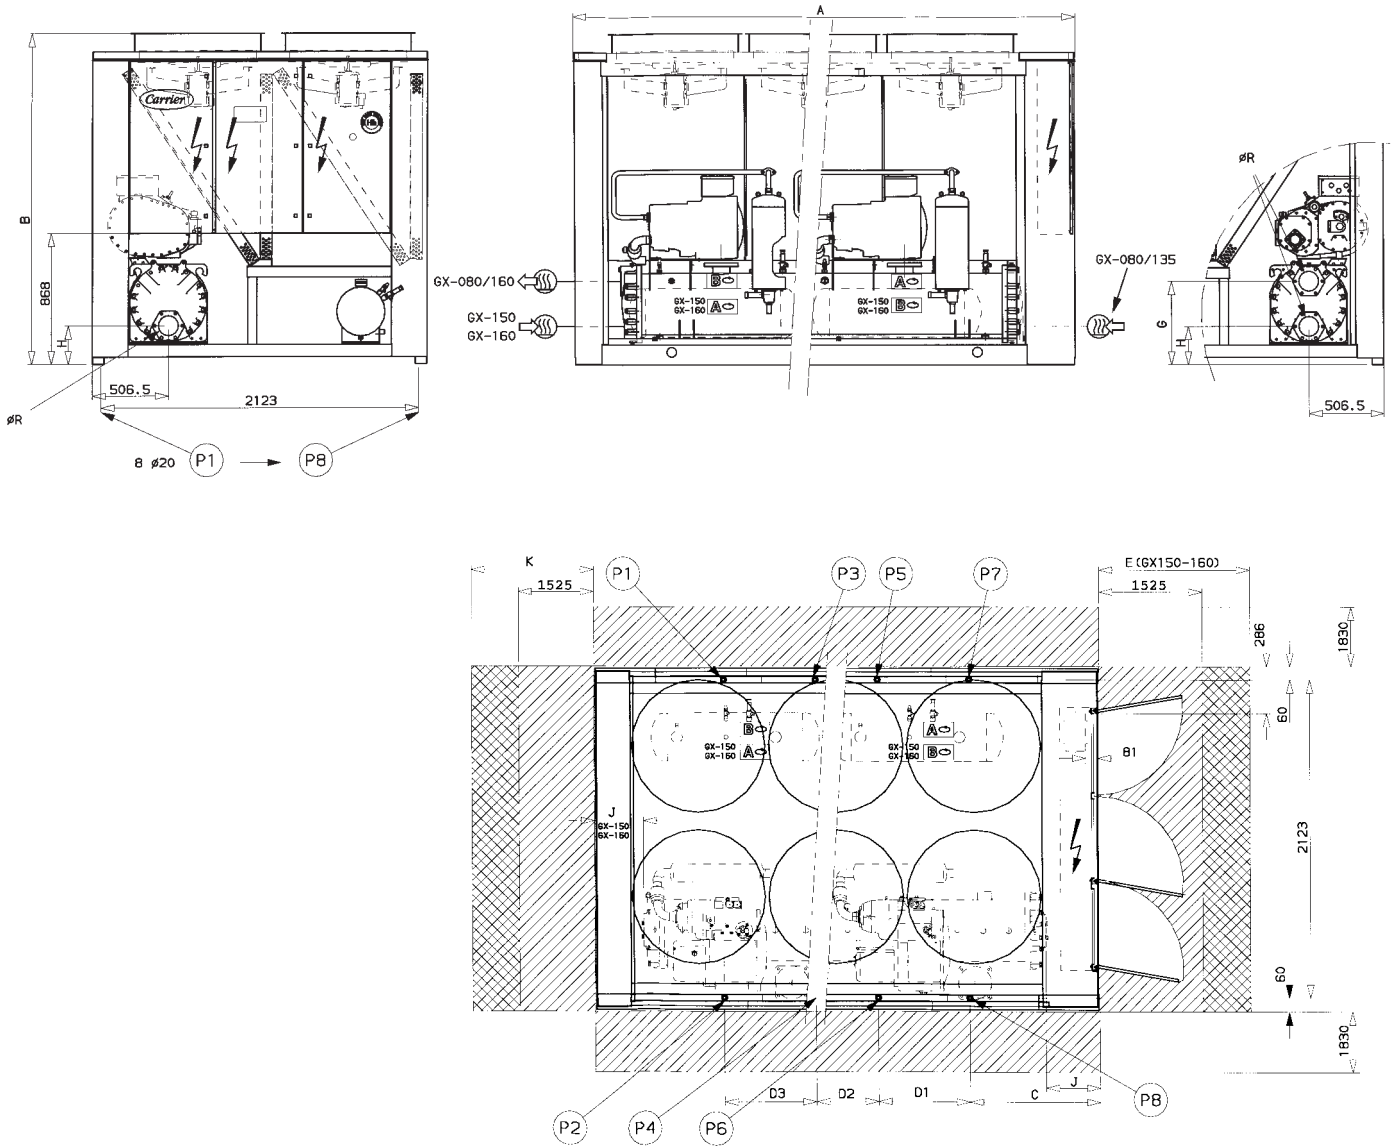 A
Carrier
B
868
H
506.5
2123
øR
8 ø20
P1
P8
GX-080/160
GX-150
GX-160
B
A
GX-150
GX-160
A
B
GX-150
GX-160
GX-080/135
øR
G
H
506.5
K
1525
P1
P3
P5
P7
E(GX150-160)
1525
286
1830
60
B
A
GX-150
GX-160
A
B
GX-150
GX-160
81
J
GX-150
GX-160
2123
60
1830
D3
D2
D1
C
J
P2
P4
P6
P8